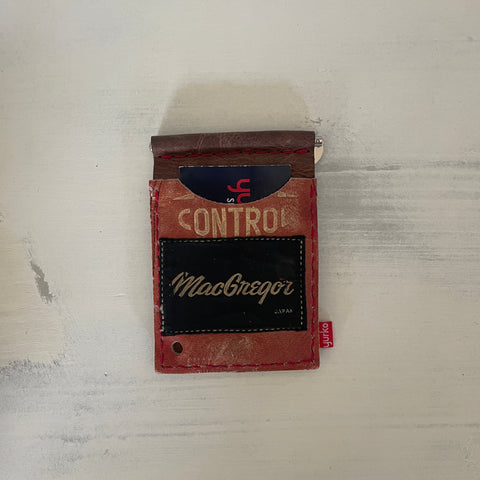 CONTROL
MacGregor
JAPAN
yurko